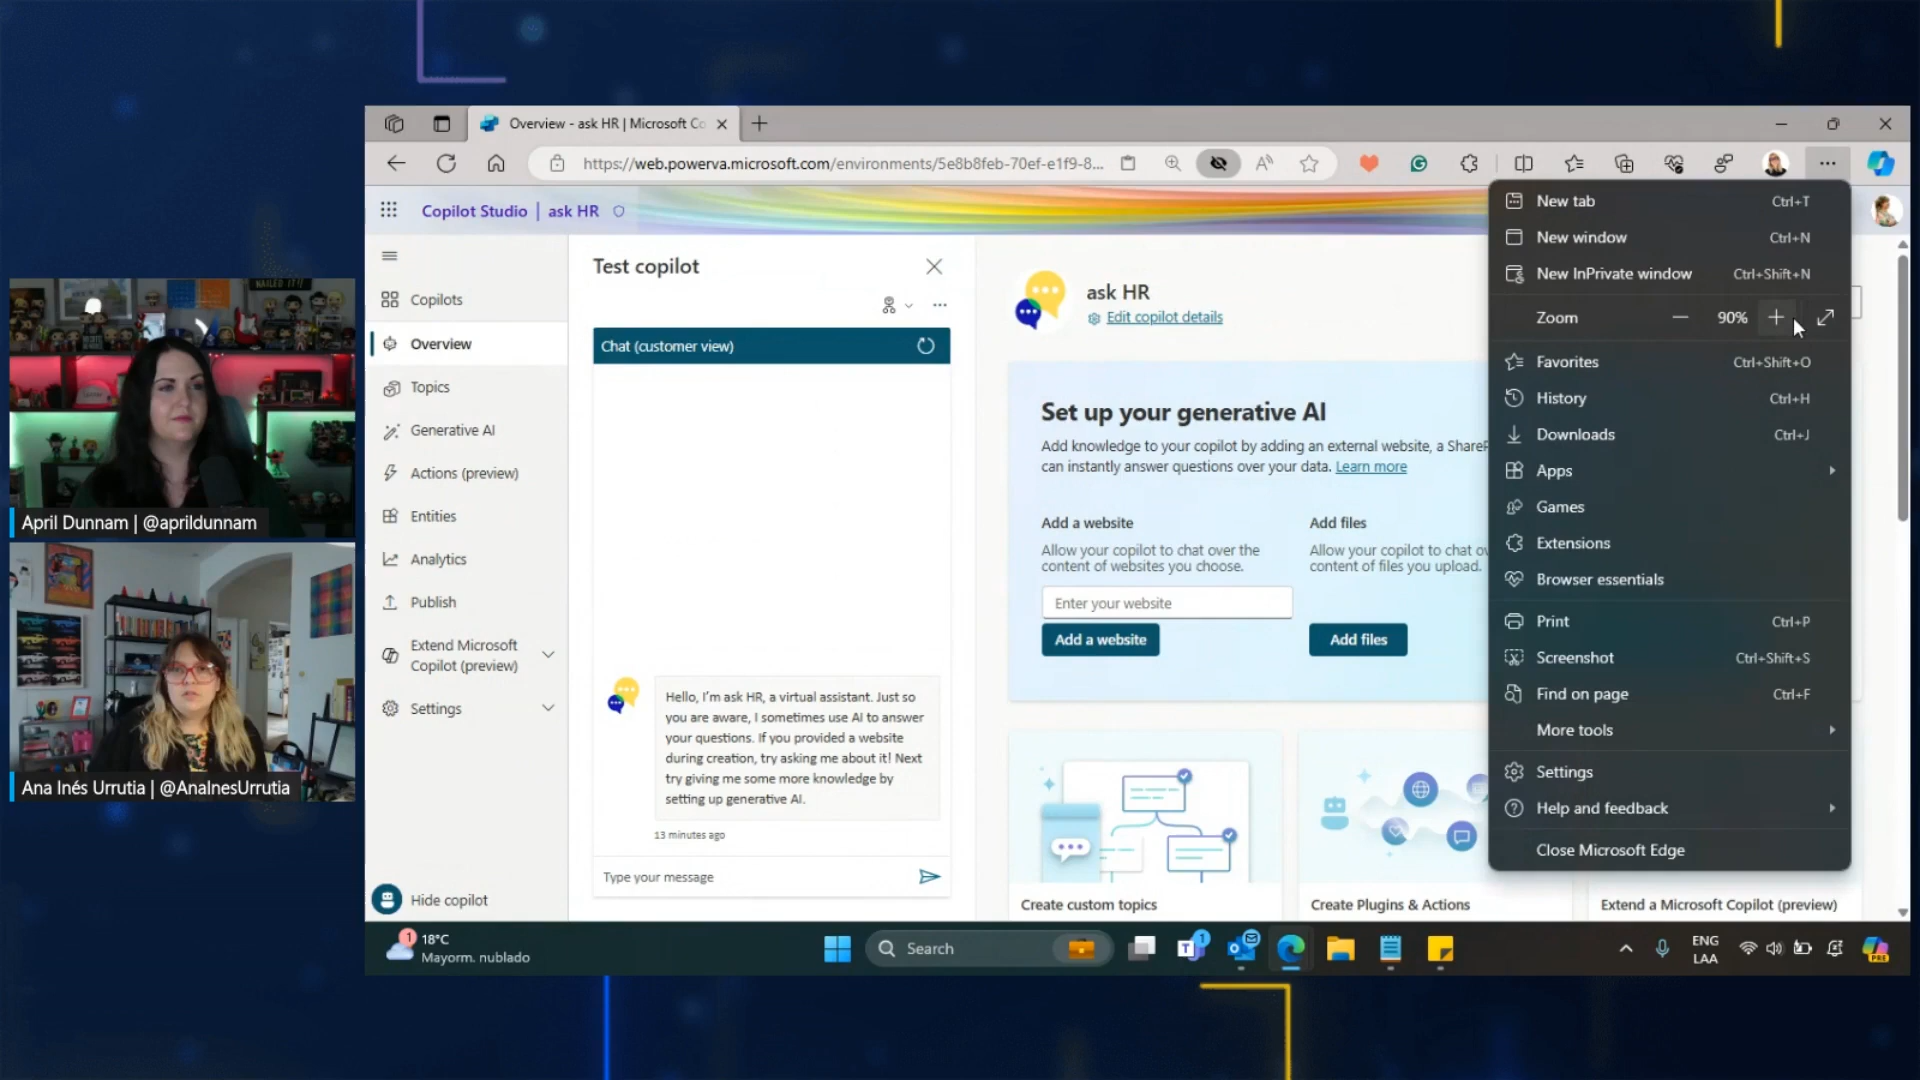 Overview - ask HR | Microsoft Co
https://web.powerva.microsoft.com/environments/5e8b8feb-70ef-e1f9-8...
Copilot Studio | ask HR
Copilots
Overview
Topics
Generative AI
Actions (preview)
Entities
Analytics
Publish
Extend Microsoft
Copilot (preview)
Settings
Hide copilot
Test copilot
Chat (customer view)
Hello, I'm ask HR, a virtual assistant. Just so
you are aware, I sometimes use AI to answer
your questions. If you provided a website
during creation, try asking me about it! Next
try giving me some more knowledge by
setting up generative AI.
13 minutes ago
Type your message
ask HR
Edit copilot details
Set up your generative AI
Add knowledge to your copilot by adding an external website, a ShareP
can instantly answer questions over your data. Learn more
Add a website
Allow your copilot to chat over the
content of websites you choose.
Enter your website
Add a website
Add files
Allow your copilot to chat ov
content of files you upload.
Add files
Create custom topics
Create Plugins & Actions
Extend a Microsoft Copilot (preview)
New tab Ctrl+T
New window Ctrl+N
New InPrivate window Ctrl+Shift+N
Zoom 90%
Favorites Ctrl+Shift+O
History Ctrl+H
Downloads Ctrl+J
Apps
Games
Extensions
Browser essentials
Print Ctrl+P
Screenshot Ctrl+Shift+S
Find on page Ctrl+F
More tools
Settings
Help and feedback
Close Microsoft Edge
NAILED IT!!
April Dunnam | @aprildunnam
Ana Inés Urrutia | @AnaInesUrrutia
1
18°C
Mayorm. nublado
Search
1
ENG
LAA
PRE